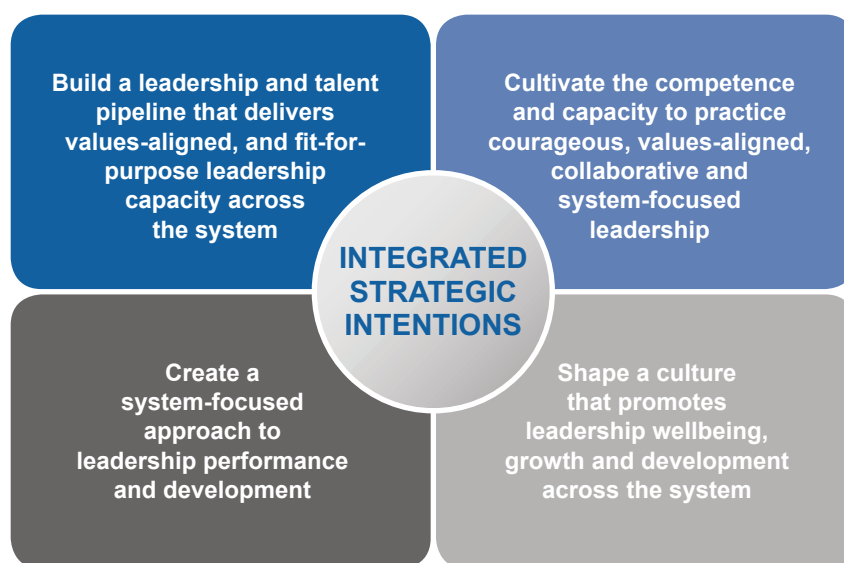 Build a leadership and talent
pipeline that delivers
values-aligned, and fit-for-
purpose leadership
capacity across
the system
Cultivate the competence
and capacity to practice
courageous, values-aligned,
collaborative and
system-focused
leadership
INTEGRATED
STRATEGIC
INTENTIONS
Create a
system-focused
approach to
leadership performance
and development
Shape a culture
that promotes
leadership wellbeing,
growth and development
across the system